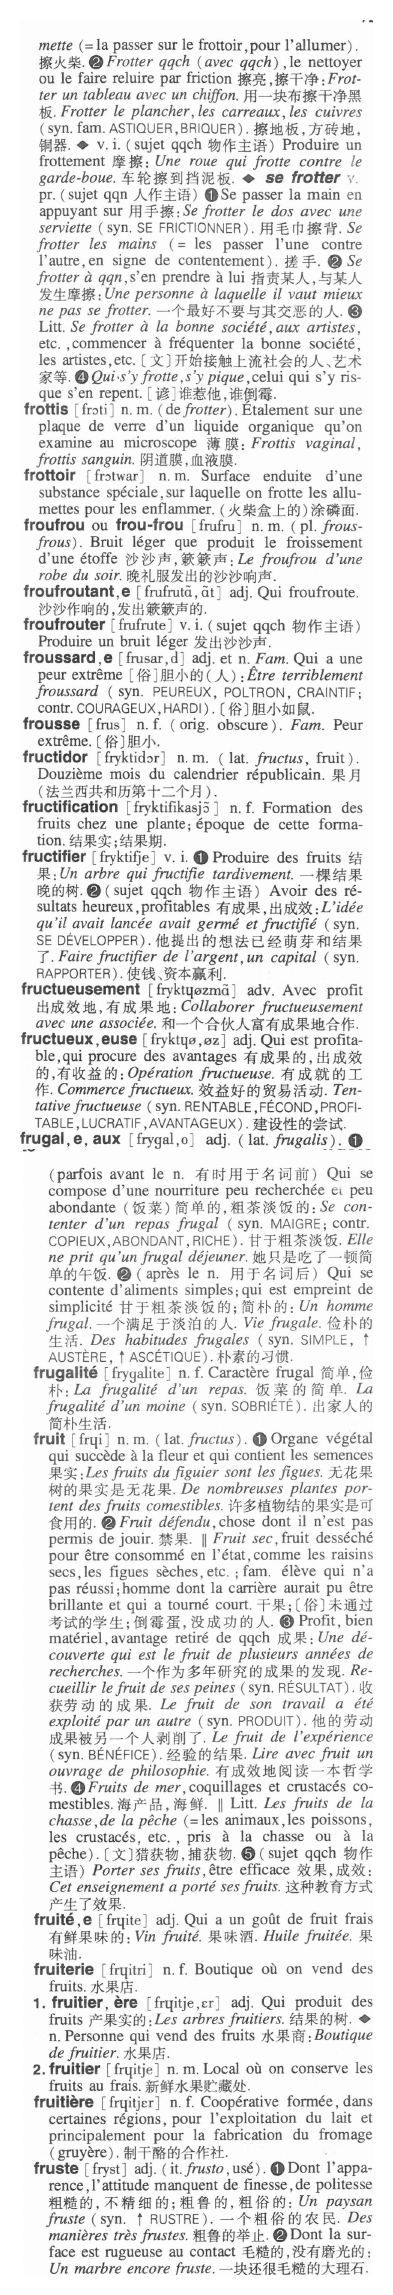 mette (=la passer sur le frottoir,pour l'allumer).
擦火柴. ❷ Frotter qqch (avec qqch),le nettoyer
ou le faire reluire par friction 擦亮,擦干净:Frot-
ter un tableau avec un chiffon. 用一块布擦干净黑
板. Frotter le plancher,les carreaux,les cuivres
(syn. fam. ASTIQUER,BRIQUER). 擦地板,方砖地,
铜器. ◆ v. i. (sujet qqch 物作主语) Produire un
frottement 摩擦: Une roue qui frotte contre le
garde-boue. 车轮擦到挡泥板. ◆ se frotter v.
pr. (sujet qqn 人作主语) ❶ Se passer la main en
appuyant sur 用手擦:Se frotter le dos avec une
serviette (syn. SE FRICTIONNER). 用毛巾擦背. Se
frotter les mains (= les passer l'une contre
l'autre,en signe de contentement). 搓手. ❷ Se
frotter à qqn,s'en prendre à lui 指责某人,与某人
发生摩擦:Une personne à laquelle il vaut mieux
ne pas se frotter. 一个最好不要与其交恶的人. ❸
Litt. Se frotter à la bonne société,aux artistes,
etc. ,commencer à fréquenter la bonne société,
les artistes,etc. [文]开始接触上流社会的人、艺术
家等. ❹ Qui·s'y frotte,s'y pique,celui qui s'y ris-
que s'en repent. [谚]谁惹他,谁倒霉.
frottis [frɔti] n. m. (de frotter). Étalement sur une
plaque de verre d'un liquide organique qu'on
examine au microscope 薄膜: Frottis vaginal,
frottis sanguin. 阴道膜,血液膜.
frottoir [frɔtwar] n. m. Surface enduite d'une
substance spéciale,sur laquelle on frotte les allu-
mettes pour les enflammer. (火柴盒上的)涂磷面.
froufrou ou frou-frou [frufru] n. m. (pl. frous-
frous). Bruit léger que produit le froissement
d'une étoffe 沙沙声,簌簌声:Le froufrou d'une
robe du soir. 晚礼服发出的沙沙响声.
froufroutant,e [frufrutɑ̃, ɑ̃t] adj. Qui froufroute.
沙沙作响的,发出簌簌声的.
froufrouter [frufrute] v. i. (sujet qqch 物作主语)
Produire un bruit léger 发出沙沙声.
froussard,e [frusar,d] adj. et n. Fam. Qui a une
peur extrême [俗]胆小的(人):Être terriblement
froussard ( syn. PEUREUX, POLTRON, CRAINTIF;
contr. COURAGEUX,HARDI). [俗]胆小如鼠.
frousse [frus] n. f. (orig. obscure). Fam. Peur
extrême. [俗]胆小.
fructidor [fryktidɔr] n. m. (lat. fructus, fruit).
Douzième mois du calendrier républicain. 果月
(法兰西共和历第十二个月).
fructification [fryktifikasjɔ̃] n. f. Formation des
fruits chez une plante; époque de cette forma-
tion. 结果实;结果期.
fructifier [fryktifje] v. i. ❶ Produire des fruits 结
果:Un arbre qui fructifie tardivement. 一棵结果
晚的树. ❷ (sujet qqch 物作主语) Avoir des ré-
sultats heureux,profitables 有成果,出成效:L'idée
qu'il avait lancée avait germé et fructifié (syn.
SE DÉVELOPPER). 他提出的想法已经萌芽和结果
了. Faire fructifier de l'argent,un capital (syn.
RAPPORTER). 使钱、资本赢利.
fructueusement [fryktɥøzmɑ̃] adv. Avec profit
出成效地,有成果地:Collaborer fructueusement
avec une associée. 和一个合伙人富有成果地合作.
fructueux,euse [fryktɥø,øz] adj. Qui est profita-
ble,qui procure des avantages 有成果的,出成效
的,有收益的:Opération fructueuse. 有成就的工
作. Commerce fructueux. 效益好的贸易活动. Ten-
tative fructueuse (syn. RENTABLE,FÉCOND,PROFI-
TABLE,LUCRATIF,AVANTAGEUX). 建设性的尝试.
frugal,e, aux [frygal,o] adj. (lat. frugalis). ❶
(parfois avant le n. 有时用于名词前) Qui se
compose d'une nourriture peu recherchée et peu
abondante (饭菜)简单的,粗茶淡饭的:Se con-
tenter d'un repas frugal (syn. MAIGRE; contr.
COPIEUX,ABONDANT,RICHE). 甘于粗茶淡饭. Elle
ne prit qu'un frugal déjeuner. 她只是吃了一顿简
单的午饭. ❷ (après le n. 用于名词后) Qui se
contente d'aliments simples;qui est empreint de
simplicité 甘于粗茶淡饭的;简朴的: Un homme
frugal. 一个满足于淡泊的人. Vie frugale. 俭朴的
生活. Des habitudes frugales (syn. SIMPLE, ↑
AUSTÈRE, ↑ ASCÉTIQUE). 朴素的习惯.
frugalité [frygalite] n. f. Caractère frugal 简单,俭
朴:La frugalité d'un repas. 饭菜的简单. La
frugalité d'un moine (syn. SOBRIÉTÉ). 出家人的
简朴生活.
fruit [frɥi] n. m. (lat. fructus). ❶ Organe végétal
qui succède à la fleur et qui contient les semences
果实:Les fruits du figuier sont les figues. 无花果
树的果实是无花果. De nombreuses plantes por-
tent des fruits comestibles. 许多植物结的果实是可
食用的. ❷ Fruit défendu,chose dont il n'est pas
permis de jouir. 禁果. ‖ Fruit sec,fruit desséché
pour être consommé en l'état,comme les raisins
secs,les figues sèches,etc. ; fam. élève qui n'a
pas réussi;homme dont la carrière aurait pu être
brillante et qui a tourné court. 干果;[俗]未通过
考试的学生;倒霉蛋,没成功的人. ❸ Profit, bien
matériel,avantage retiré de qqch 成果: Une dé-
couverte qui est le fruit de plusieurs années de
recherches. 一个作为多年研究的成果的发现. Re-
cueillir le fruit de ses peines (syn. RÉSULTAT). 收
获劳动的成果. Le fruit de son travail a été
exploité par un autre (syn. PRODUIT). 他的劳动
成果被另一个人剥削了. Le fruit de l'expérience
(syn. BÉNÉFICE). 经验的结果. Lire avec fruit un
ouvrage de philosophie. 有成效地阅读一本哲学
书. ❹ Fruits de mer,coquillages et crustacés co-
mestibles. 海产品,海鲜. ‖ Litt. Les fruits de la
chasse,de la pêche (=les animaux,les poissons,
les crustacés, etc. , pris à la chasse ou à la
pêche). [文]猎获物,捕获物. ❺ (sujet qqch 物作
主语) Porter ses fruits,être efficace 效果,成效:
Cet enseignement a porté ses fruits. 这种教育方式
产生了效果.
fruité,e [frɥite] adj. Qui a un goût de fruit frais
有鲜果味的: Vin fruité. 果味酒. Huile fruitée. 果
味油.
fruiterie [frɥitri] n. f. Boutique où on vend des
fruits. 水果店.
1. fruitier, ère [frɥitje,ɛr] adj. Qui produit des
fruits 产果实的:Les arbres fruitiers. 结果的树. ◆
n. Personne qui vend des fruits 水果商:Boutique
de fruitier. 水果店.
2. fruitier [frɥitje] n. m. Local où on conserve les
fruits au frais. 新鲜水果贮藏处.
fruitière [frɥitjer] n. f. Coopérative formée, dans
certaines régions, pour l'exploitation du lait et
principalement pour la fabrication du fromage
(gruyère). 制干酪的合作社.
fruste [fryst] adj. (it. frusto,usé). ❶ Dont l'appa-
rence,l'attitude manquent de finesse,de politesse
粗糙的, 不精细的; 粗鲁的, 粗俗的: Un paysan
fruste (syn. ↑ RUSTRE). 一个粗俗的农民. Des
manières très frustes. 粗鲁的举止. ❷ Dont la sur-
face est rugueuse au contact 毛糙的,没有磨光的:
Un marbre encore fruste. 一块还很毛糙的大理石.